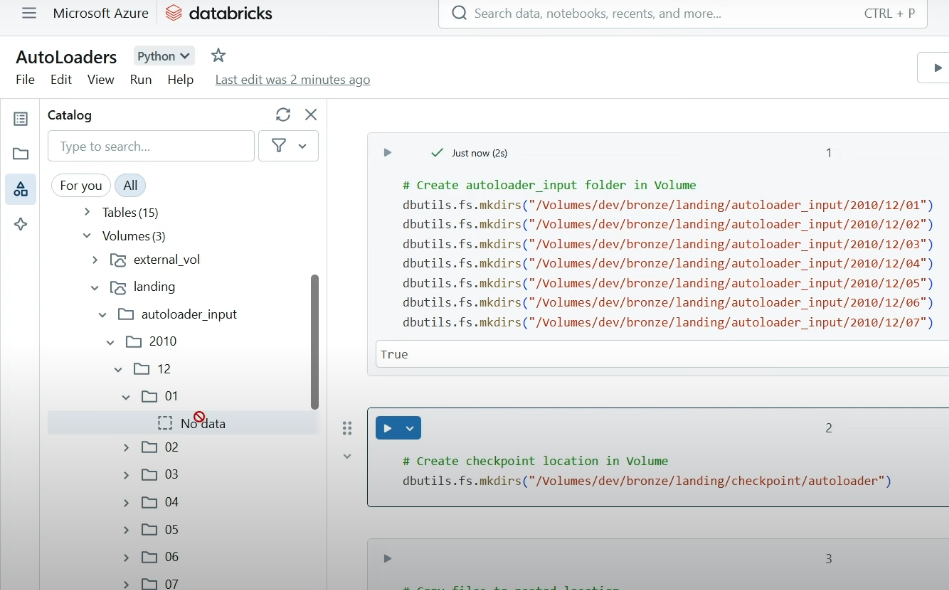 Microsoft Azure databricks Search data, notebooks, recents, and more... CTRL + P
AutoLoaders Python
File Edit View Run Help Last edit was 2 minutes ago
Catalog
Type to search...
For you All
Tables (15)
Volumes (3)
external_vol
landing
autoloader_input
2010
12
01
No data
02
03
04
05
06
07
Just now (2s) 1
# Create autoloader_input folder in Volume
dbutils.fs.mkdirs("/Volumes/dev/bronze/landing/autoloader_input/2010/12/01")
dbutils.fs.mkdirs("/Volumes/dev/bronze/landing/autoloader_input/2010/12/02")
dbutils.fs.mkdirs("/Volumes/dev/bronze/landing/autoloader_input/2010/12/03")
dbutils.fs.mkdirs("/Volumes/dev/bronze/landing/autoloader_input/2010/12/04")
dbutils.fs.mkdirs("/Volumes/dev/bronze/landing/autoloader_input/2010/12/05")
dbutils.fs.mkdirs("/Volumes/dev/bronze/landing/autoloader_input/2010/12/06")
dbutils.fs.mkdirs("/Volumes/dev/bronze/landing/autoloader_input/2010/12/07")
True
2
# Create checkpoint location in Volume
dbutils.fs.mkdirs("/Volumes/dev/bronze/landing/checkpoint/autoloader")
3